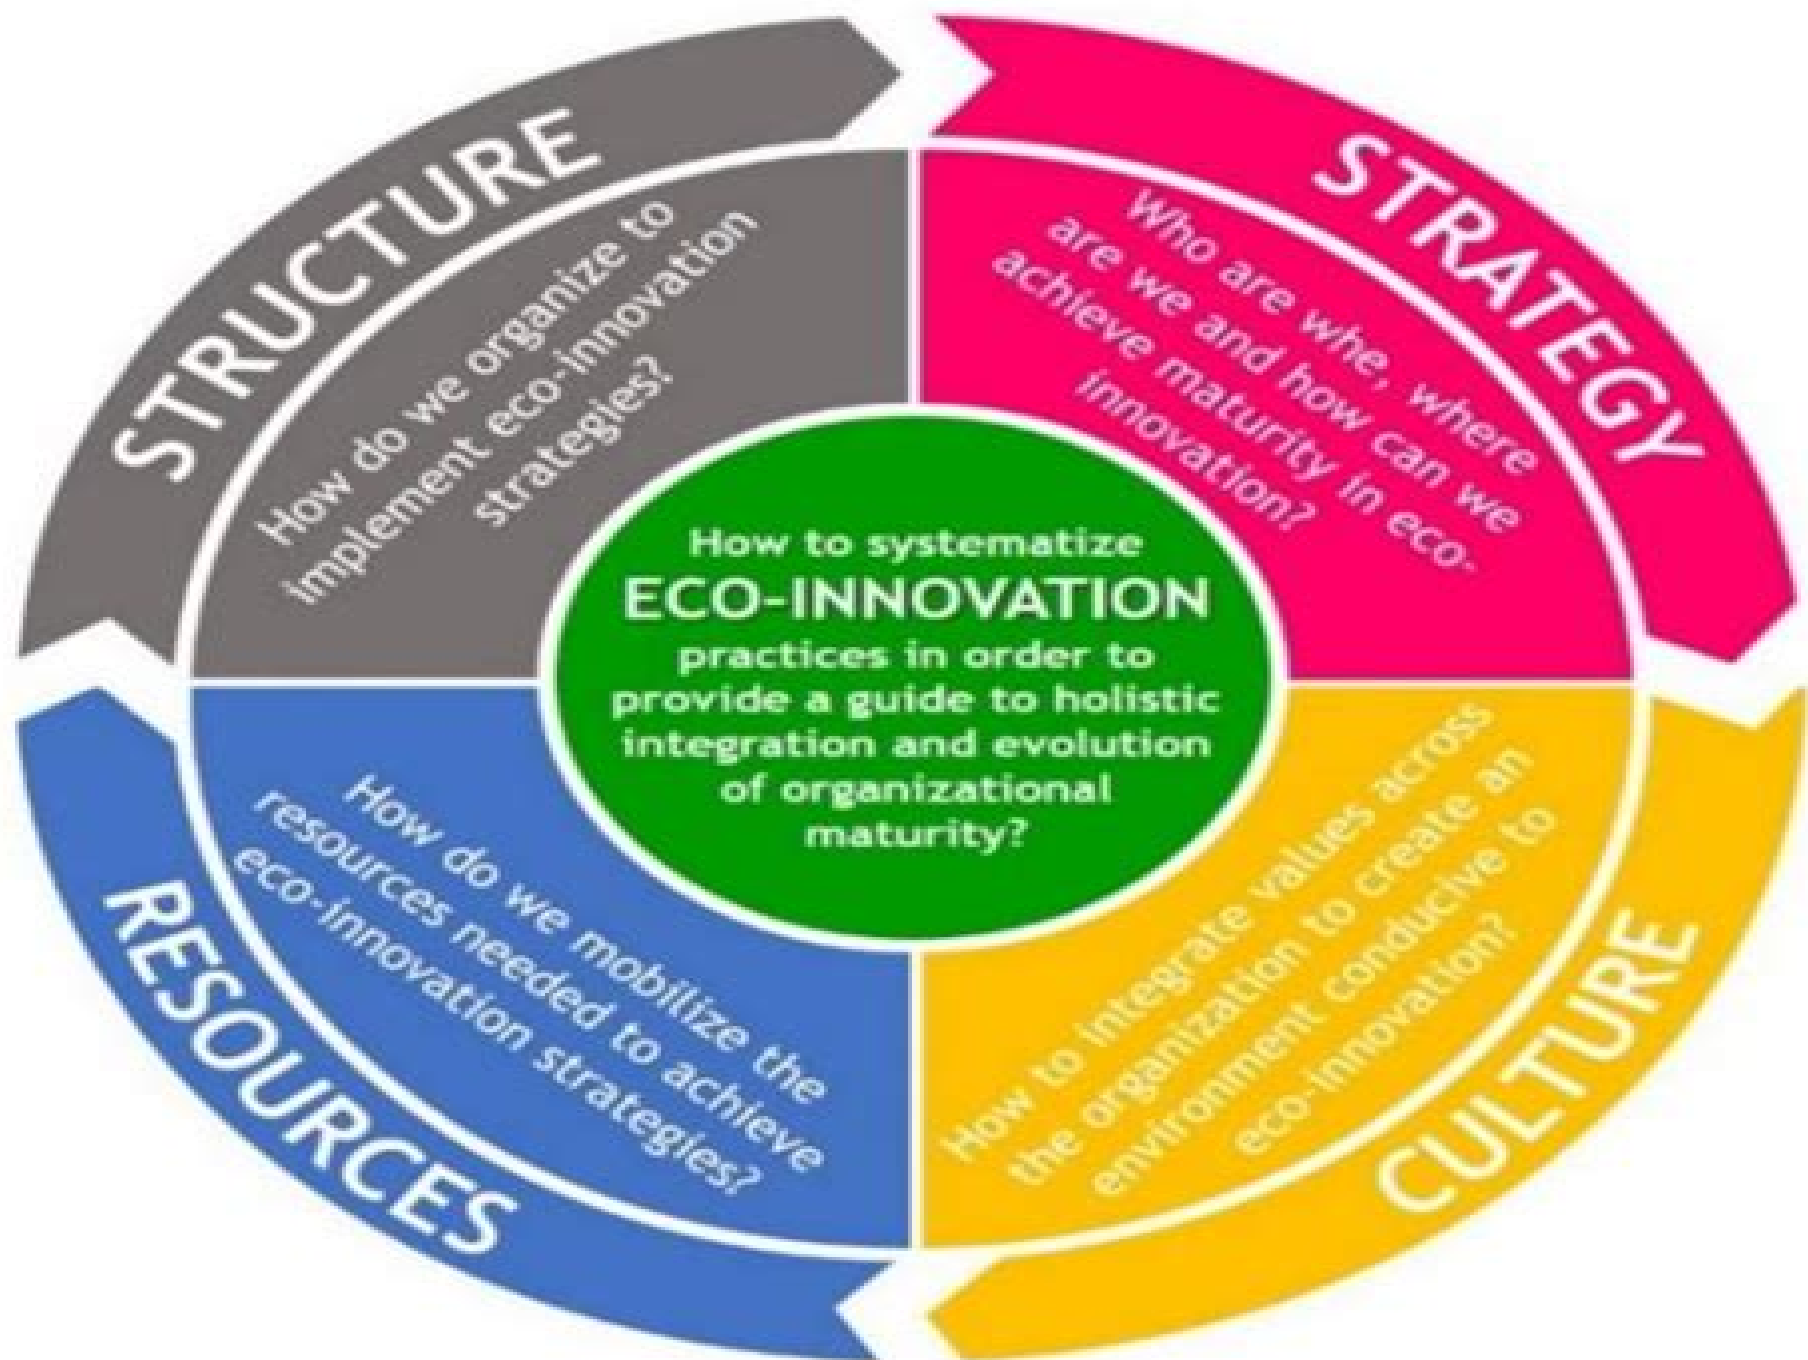 STRUCTURE
How do we organize to
implement eco-innovation
strategies?
STRATEGY
Who are whe, where
are we and how can we
achieve maturity in eco-
innovation?
How to systematize
ECO-INNOVATION
practices in order to
provide a guide to holistic
integration and evolution
of organizational
maturity?
RESOURCES
How do we mobilize the
resources needed to achieve
eco-innovation strategies?
CULTURE
How to integrate values across
the organization to create an
environment conducive to
eco-innovation?